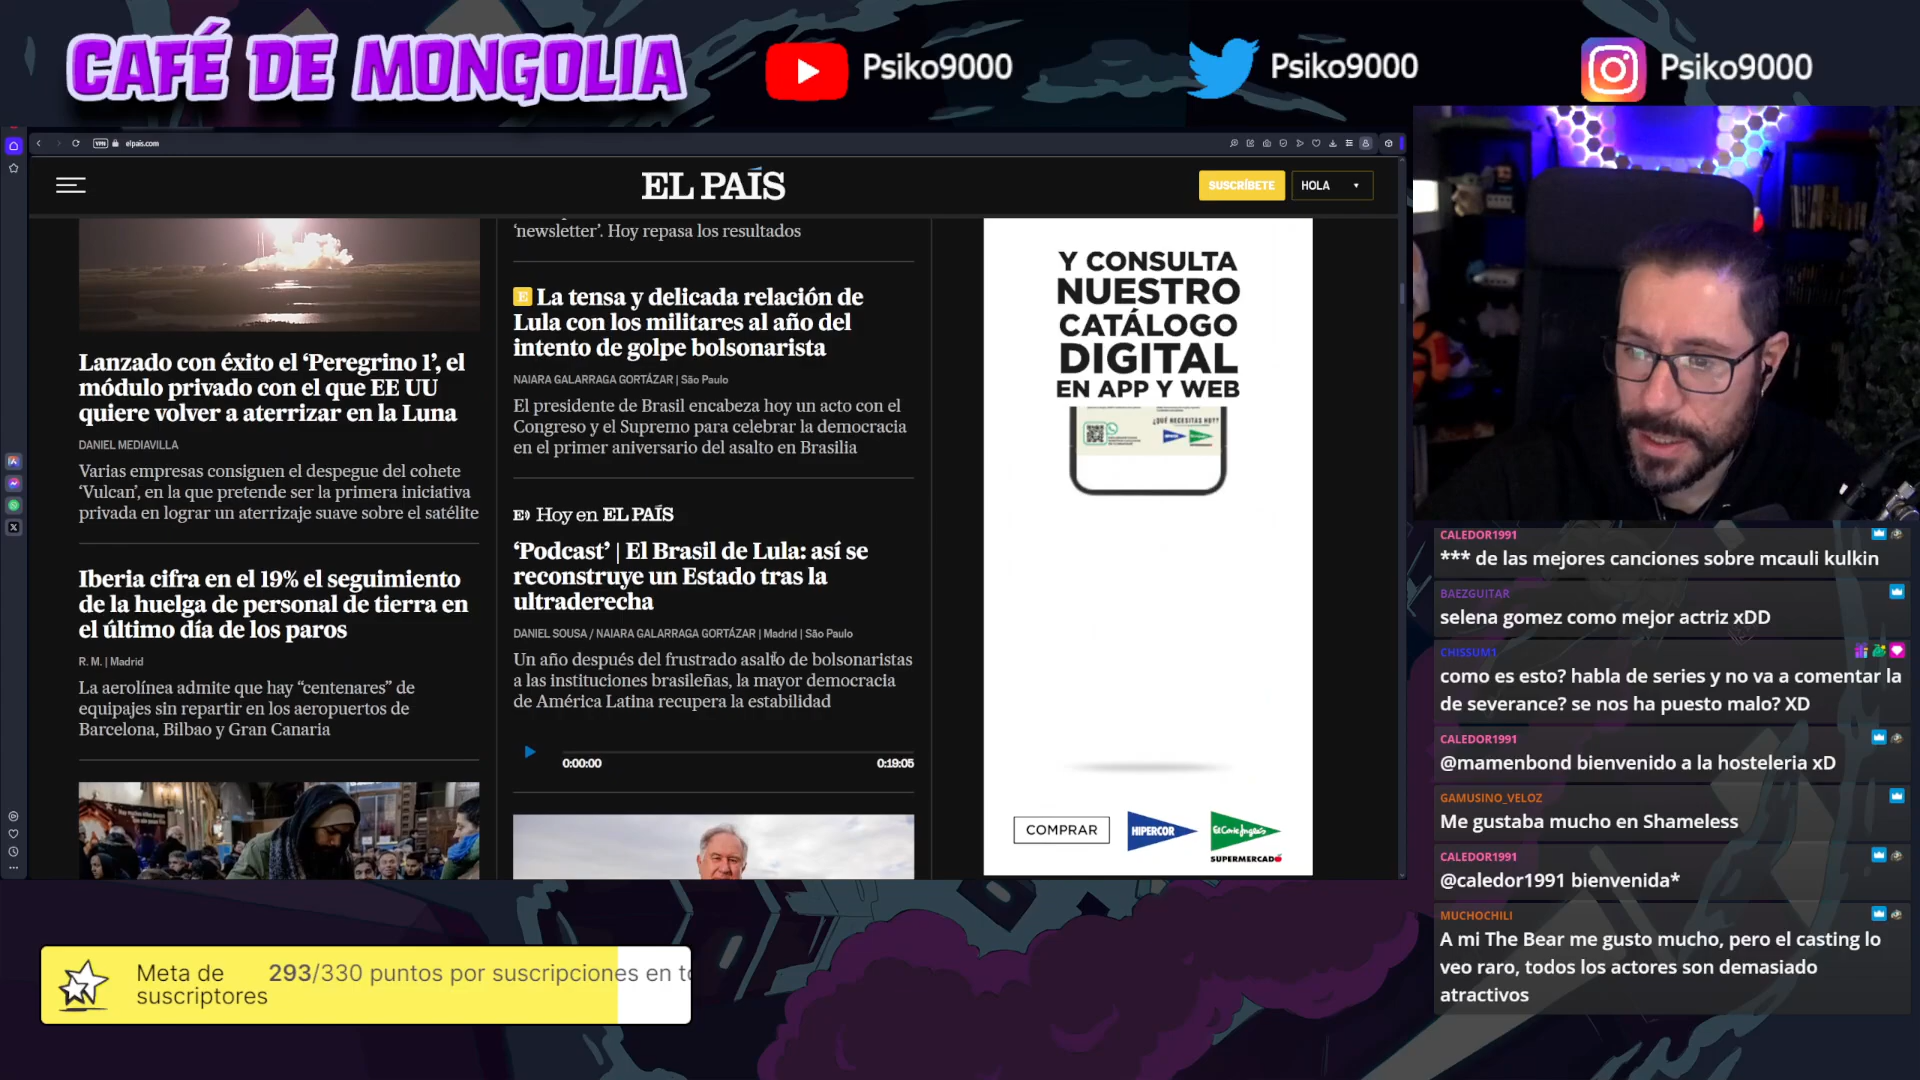 CAFÉ DE MONGOLIA
Psiko9000
Psiko9000
Psiko9000
VPN
elpais.com
EL PAÍS
SUSCRÍBETE
HOLA
Lanzado con éxito el ‘Peregrino 1’, el
módulo privado con el que EE UU
quiere volver a aterrizar en la Luna
DANIEL MEDIAVILLA
Varias empresas consiguen el despegue del cohete
‘Vulcan’, en la que pretende ser la primera iniciativa
privada en lograr un aterrizaje suave sobre el satélite
Iberia cifra en el 19% el seguimiento
de la huelga de personal de tierra en
el último día de los paros
R. M. | Madrid
La aerolínea admite que hay “centenares” de
equipajes sin repartir en los aeropuertos de
Barcelona, Bilbao y Gran Canaria
‘newsletter’. Hoy repasa los resultados
E La tensa y delicada relación de
Lula con los militares al año del
intento de golpe bolsonarista
NAIARA GALARRAGA GORTÁZAR | São Paulo
El presidente de Brasil encabeza hoy un acto con el
Congreso y el Supremo para celebrar la democracia
en el primer aniversario del asalto en Brasilia
Hoy en EL PAÍS
‘Podcast’ | El Brasil de Lula: así se
reconstruye un Estado tras la
ultraderecha
DANIEL SOUSA / NAIARA GALARRAGA GORTÁZAR | Madrid | São Paulo
Un año después del frustrado asalto de bolsonaristas
a las instituciones brasileñas, la mayor democracia
de América Latina recupera la estabilidad
0:00:00
0:19:05
Y CONSULTA
NUESTRO
CATÁLOGO
DIGITAL
EN APP Y WEB
¿QUÉ NECESITAS HOY?
COMPRAR
HIPERCOR
El Corte Inglés
SUPERMERCADO
CALEDOR1991
*** de las mejores canciones sobre mcauli kulkin
BAEZGUITAR
selena gomez como mejor actriz xDD
CHISSUM1
como es esto? habla de series y no va a comentar la
de severance? se nos ha puesto malo? XD
CALEDOR1991
@mamenbond bienvenido a la hosteleria xD
GAMUSINO_VELOZ
Me gustaba mucho en Shameless
CALEDOR1991
@caledor1991 bienvenida*
MUCHOCHILI
A mi The Bear me gusto mucho, pero el casting lo
veo raro, todos los actores son demasiado
atractivos
Meta de
suscriptores
293/330 puntos por suscripciones en to